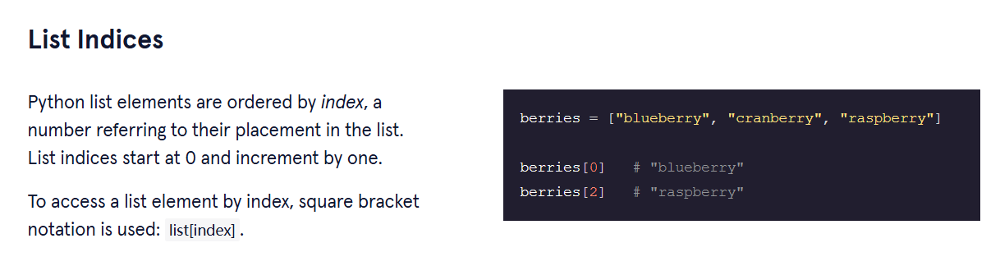 List Indices
Python list elements are ordered by index, a
number referring to their placement in the list.
List indices start at 0 and increment by one.
To access a list element by index, square bracket
notation is used: list[index] .
berries = ["blueberry", "cranberry", "raspberry"]
berries[0]   # "blueberry"
berries[2]   # "raspberry"